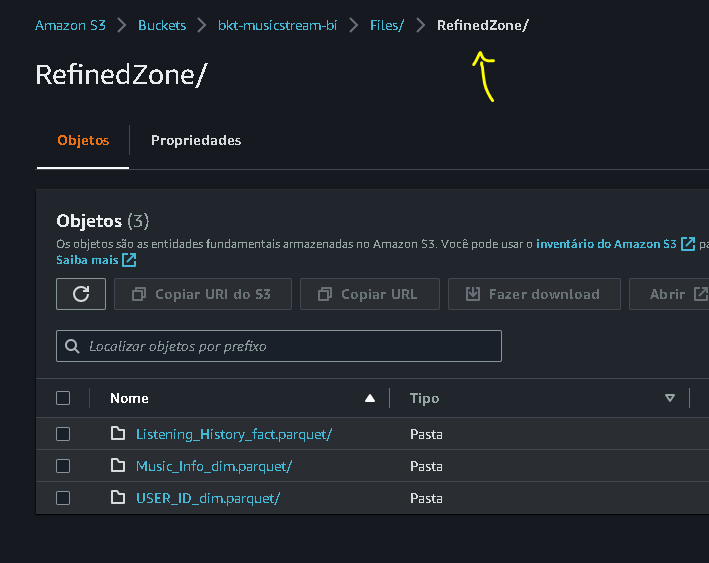 Amazon S3 > Buckets > bkt-musicstream-bi > Files/ > RefinedZone/
RefinedZone/
Objetos Propriedades
Objetos (3)
Os objetos são as entidades fundamentais armazenadas no Amazon S3. Você pode usar o inventário do Amazon S3 pa
Saiba mais
Copiar URI do S3 Copiar URL Fazer download Abrir
Localizar objetos por prefixo
Nome Tipo
Listening_History_fact.parquet/ Pasta
Music_Info_dim.parquet/ Pasta
USER_ID_dim.parquet/ Pasta